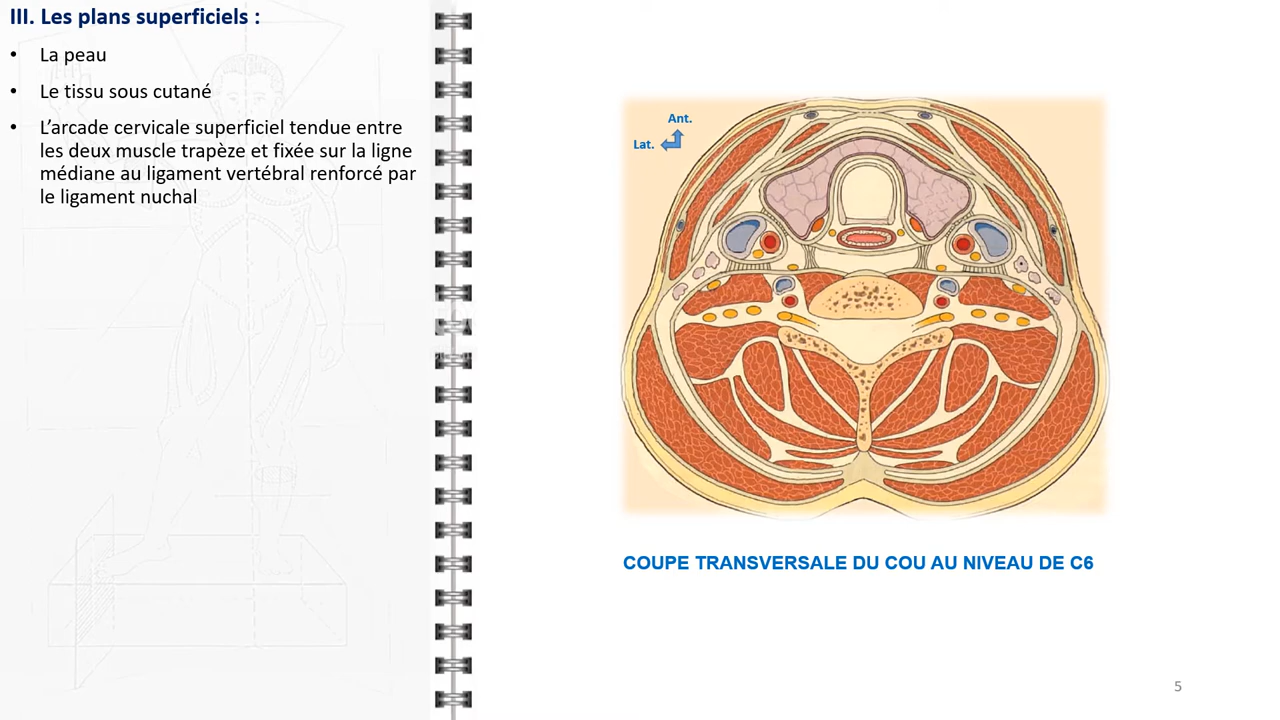 III. Les plans superficiels :
• La peau
• Le tissu sous cutané
• L’arcade cervicale superficiel tendue entre
les deux muscle trapèze et fixée sur la ligne
médiane au ligament vertébral renforcé par
le ligament nuchal
Ant.
Lat.
COUPE TRANSVERSALE DU COU AU NIVEAU DE C6
5